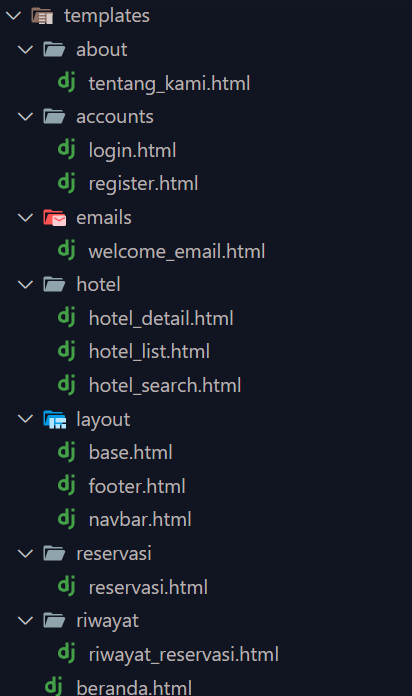 templates
about
dj tentang_kami.html
accounts
dj login.html
dj register.html
emails
dj welcome_email.html
hotel
dj hotel_detail.html
dj hotel_list.html
dj hotel_search.html
layout
dj base.html
dj footer.html
dj navbar.html
reservasi
dj reservasi.html
riwayat
dj riwayat_reservasi.html
dj beranda.html